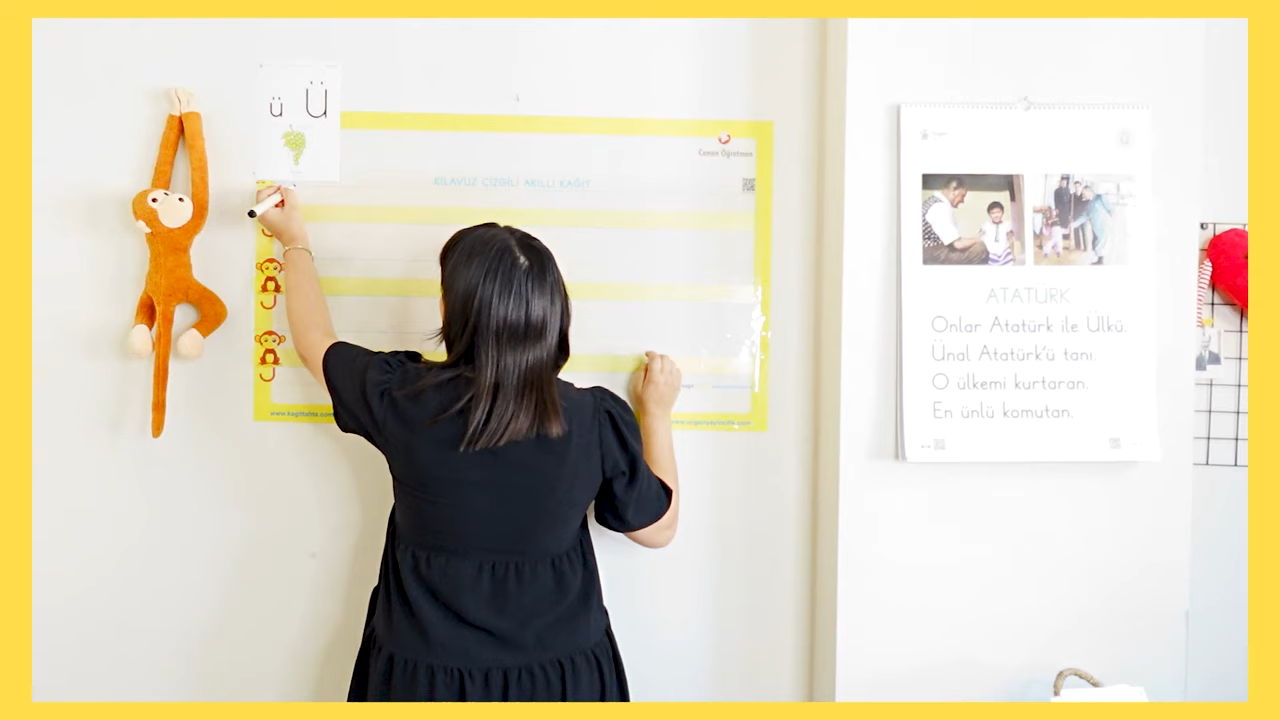 ü Ü
Canan Öğretmen
KILAVUZ ÇİZGİLİ AKILLI KAĞIT
ATATÜRK
Onlar Atatürk ile Ülkü.
Ünal Atatürk'ü tanı.
O ülkemi kurtaran.
En ünlü komutan.